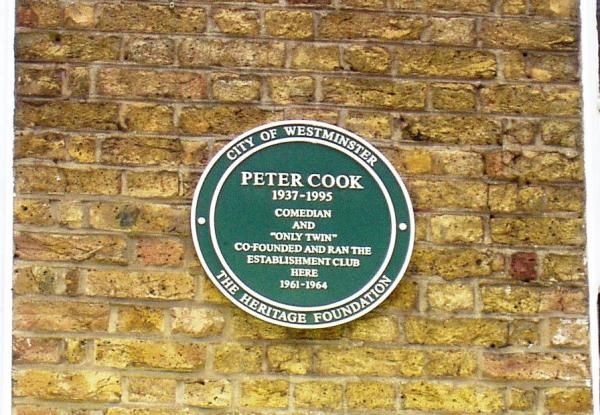 CITY OF WESTMINSTER
PETER COOK
1937-1995
COMEDIAN
AND
"ONLY TWIN"
CO-FOUNDED AND RAN THE
ESTABLISHMENT CLUB
HERE
1961-1964
THE HERITAGE FOUNDATION